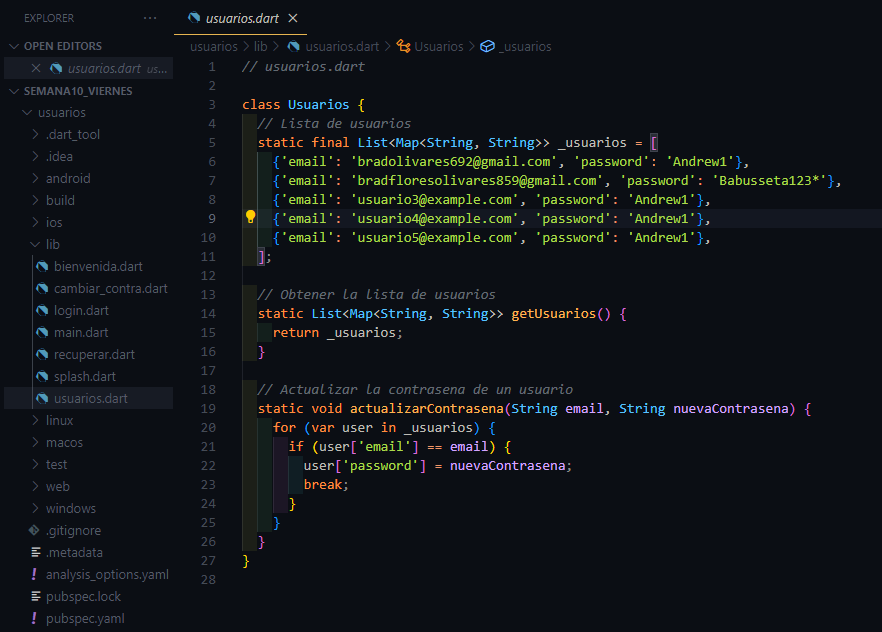 EXPLORER ...
OPEN EDITORS
usuarios.dart us...
SEMANA10_VIERNES
usuarios
.dart_tool
.idea
android
build
ios
lib
bienvenida.dart
cambiar_contra.dart
login.dart
main.dart
recuperar.dart
splash.dart
usuarios.dart
linux
macos
test
web
windows
.gitignore
.metadata
analysis_options.yaml
pubspec.lock
pubspec.yaml
usuarios.dart
usuarios > lib > usuarios.dart > Usuarios > _usuarios
1 // usuarios.dart
2
3 class Usuarios {
4 // Lista de usuarios
5 static final List<Map<String, String>> _usuarios = [
6 {'email': 'bradolivares692@gmail.com', 'password': 'Andrew1'},
7 {'email': 'bradfloresolivares859@gmail.com', 'password': 'Babusseta123*'},
8 {'email': 'usuario3@example.com', 'password': 'Andrew1'},
9 {'email': 'usuario4@example.com', 'password': 'Andrew1'},
10 {'email': 'usuario5@example.com', 'password': 'Andrew1'},
11 ];
12
13 // Obtener la lista de usuarios
14 static List<Map<String, String>> getUsuarios() {
15 return _usuarios;
16 }
17
18 // Actualizar la contrasena de un usuario
19 static void actualizarContrasena(String email, String nuevaContrasena) {
20 for (var user in _usuarios) {
21 if (user['email'] == email) {
22 user['password'] = nuevaContrasena;
23 break;
24 }
25 }
26 }
27 }
28